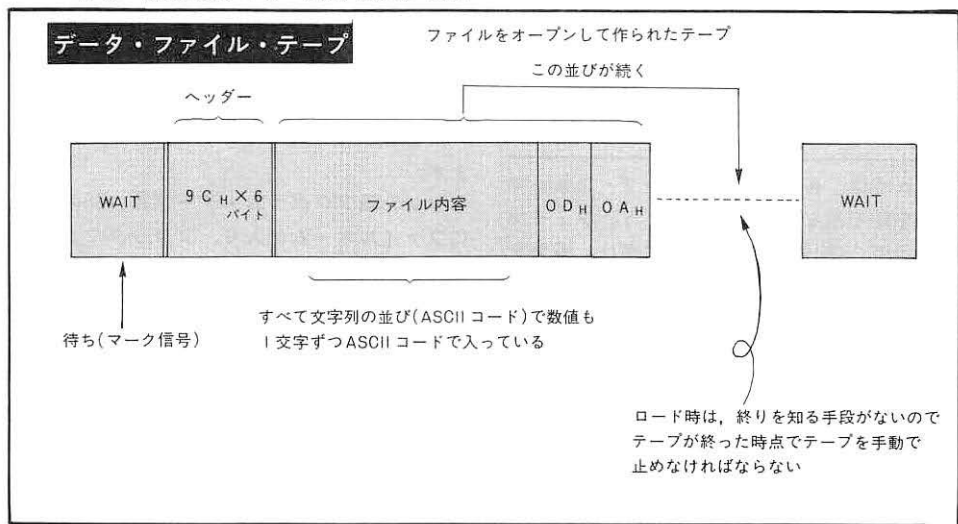 データ・ファイル・テープ
ファイルをオープンして作られたテープ
この並びが続く
ヘッダー
WAIT
9CH×6
バイト
ファイル内容
0DH
0AH
WAIT
待ち(マーク信号)
すべて文字列の並び(ASCIIコード)で数値も
1文字ずつASCIIコードで入っている
ロード時は,終りを知る手段がないので
テープが終った時点でテープを手動で
止めなければならない